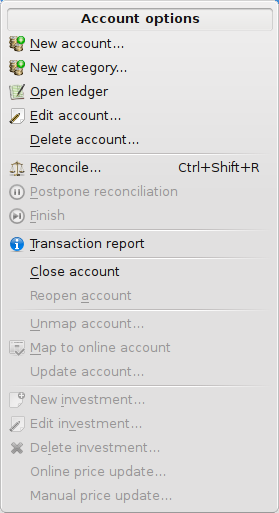 Account options
New account...
New category...
Open ledger
Edit account...
Delete account...
Reconcile... Ctrl+Shift+R
Postpone reconciliation
Finish
Transaction report
Close account
Reopen account
Unmap account...
Map to online account
Update account...
New investment...
Edit investment...
Delete investment...
Online price update...
Manual price update...